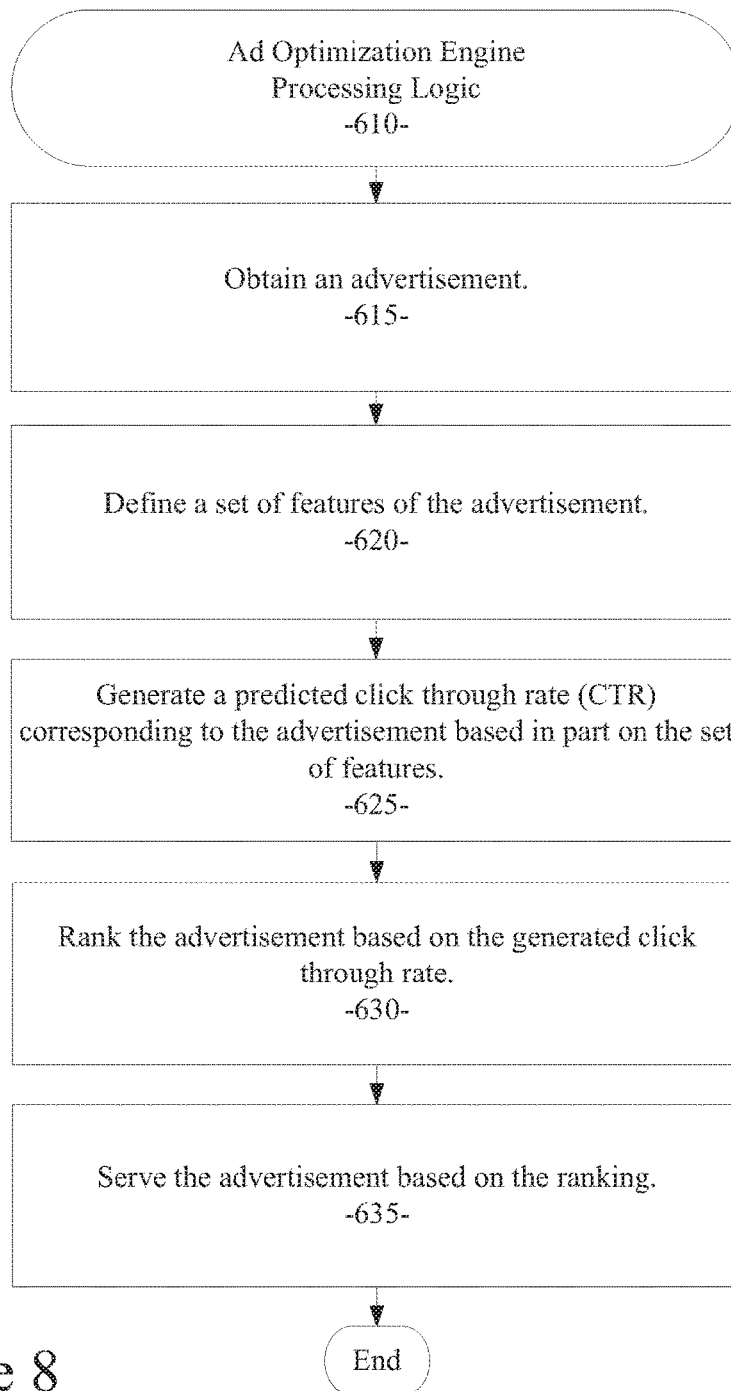 Ad Optimization Engine
Processing Logic
-610-
Obtain an advertisement.
-615-
Define a set of features of the advertisement.
-620-
Generate a predicted click through rate (CTR)
corresponding to the advertisement based in part on the set
of features.
-625-
Rank the advertisement based on the generated click
through rate.
-630-
Serve the advertisement based on the ranking.
-635-
End
e 8